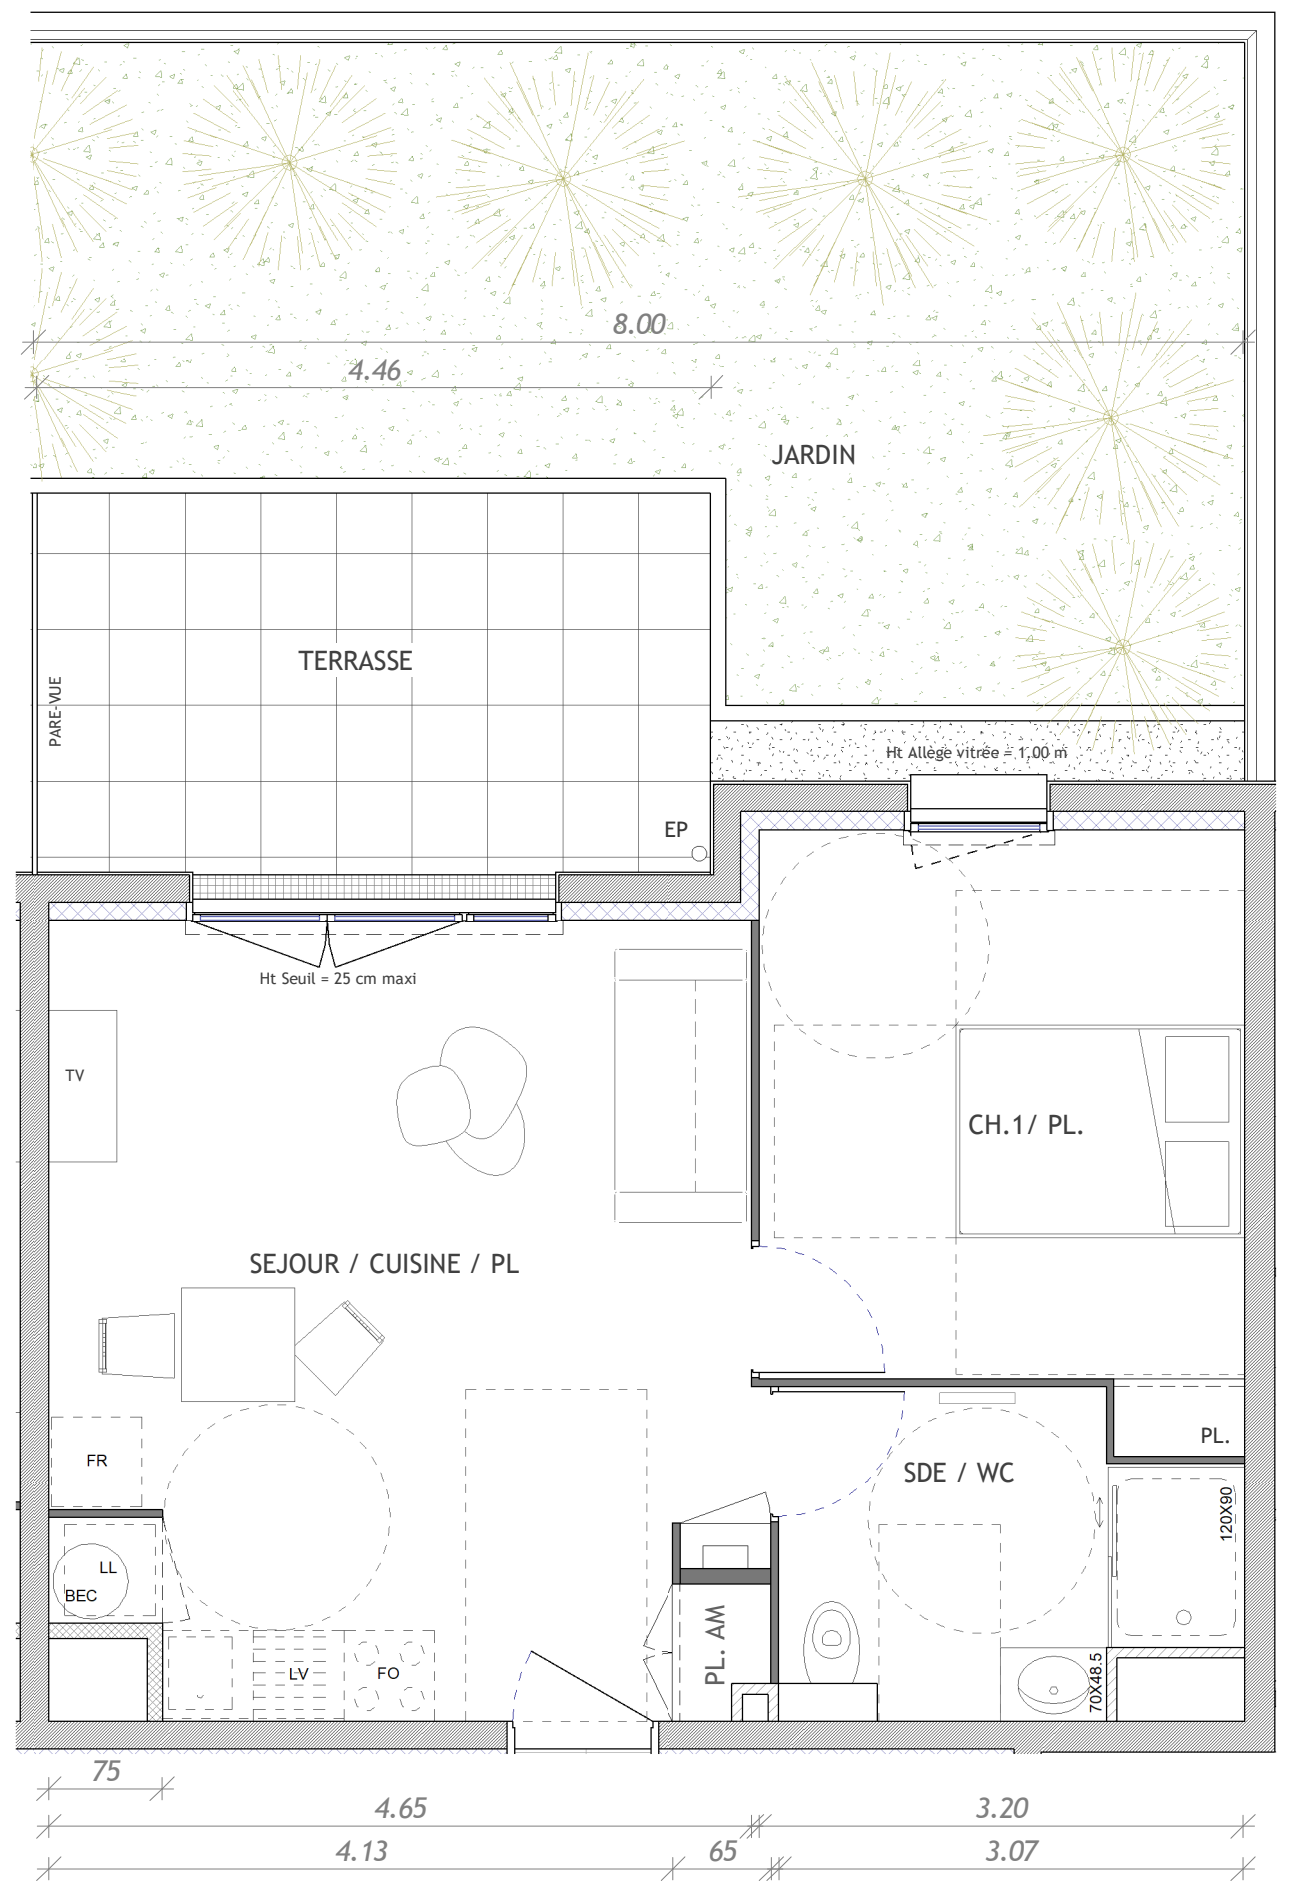 8.00
4.46
JARDIN
TERRASSE
PARE-VUE
Ht Allège vitrée = 1.00 m
EP
Ht Seuil = 25 cm maxi
TV
CH.1/ PL.
SEJOUR / CUISINE / PL
FR
PL.
SDE / WC
120X90
LL
BEC
PL. AM
LV
FO
70X48.5
75
4.65
3.20
4.13
65
3.07